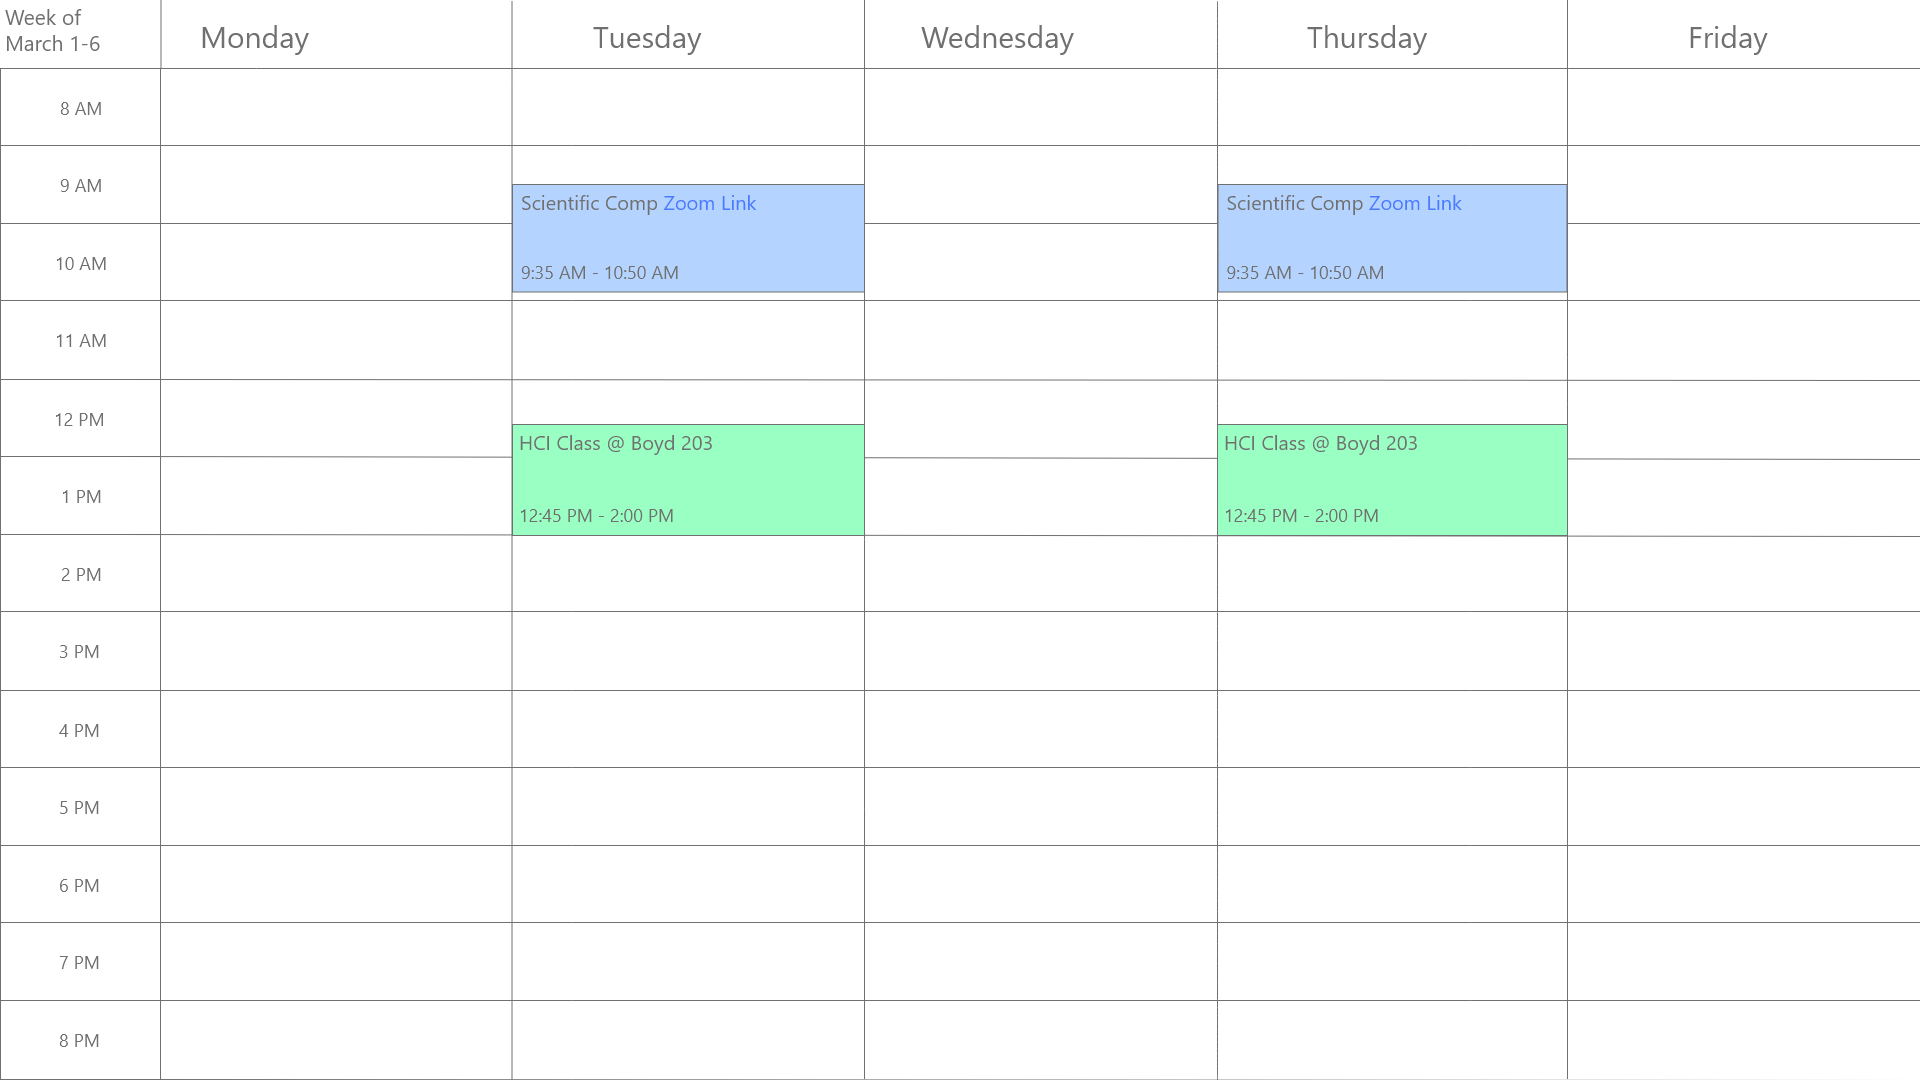 Week of
March 1-6
Monday
Tuesday
Wednesday
Thursday
Friday
8 AM
9 AM
Scientific Comp Zoom Link
Scientific Comp Zoom Link
10 AM
9:35 AM - 10:50 AM
9:35 AM - 10:50 AM
11 AM
12 PM
HCI Class @ Boyd 203
HCI Class @ Boyd 203
1 PM
12:45 PM - 2:00 PM
12:45 PM - 2:00 PM
2 PM
3 PM
4 PM
5 PM
6 PM
7 PM
8 PM